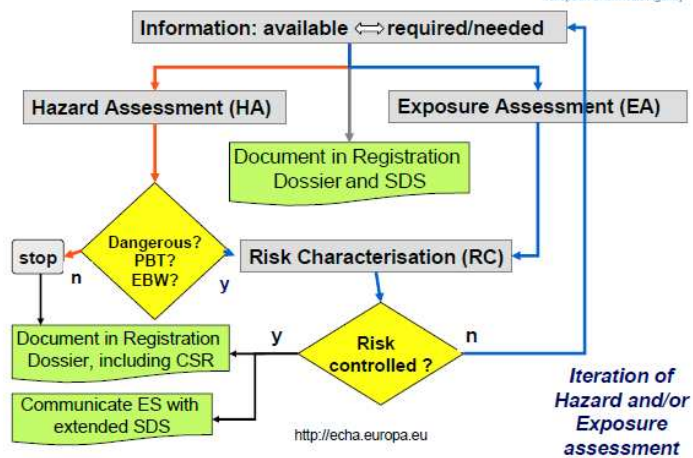 Information: available ⇔ required/needed
Hazard Assessment (HA)
Exposure Assessment (EA)
Document in Registration
Dossier and SDS
Dangerous?
PBT?
EBW?
stop
n
y
Risk Characterisation (RC)
Document in Registration
Dossier, including CSR
y
Risk
controlled ?
n
Communicate ES with
extended SDS
http://echa.europa.eu
Iteration of
Hazard and/or
Exposure
assessment